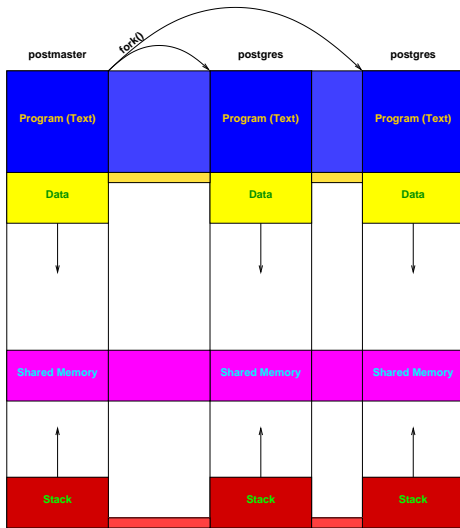 fork()
postmaster postgres postgres
Program (Text) Program (Text) Program (Text)
Data Data Data
Shared Memory Shared Memory Shared Memory
Stack Stack Stack